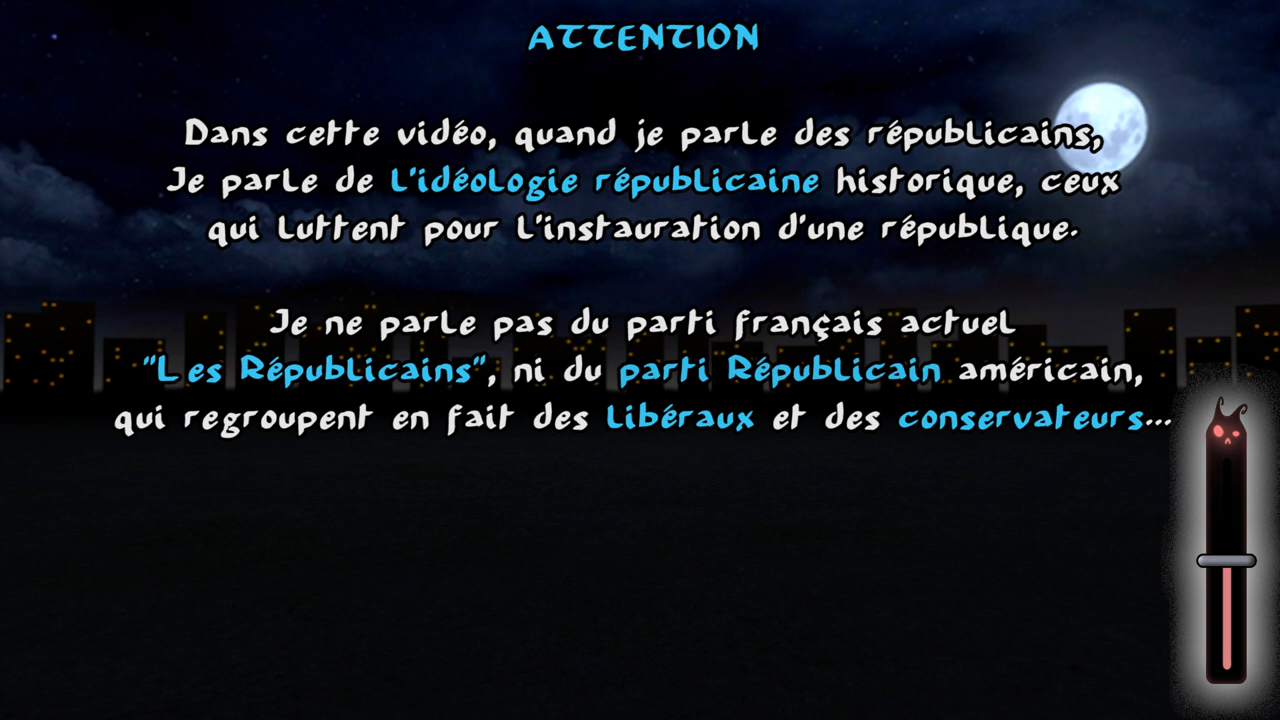 ATTENTION
Dans cette vidéo, quand je parle des républicains,
Je parle de l'idéologie républicaine historique, ceux
qui luttent pour l'instauration d'une république.
Je ne parle pas du parti français actuel
"Les Républicains", ni du parti Républicain américain,
qui regroupent en fait des libéraux et des conservateurs...